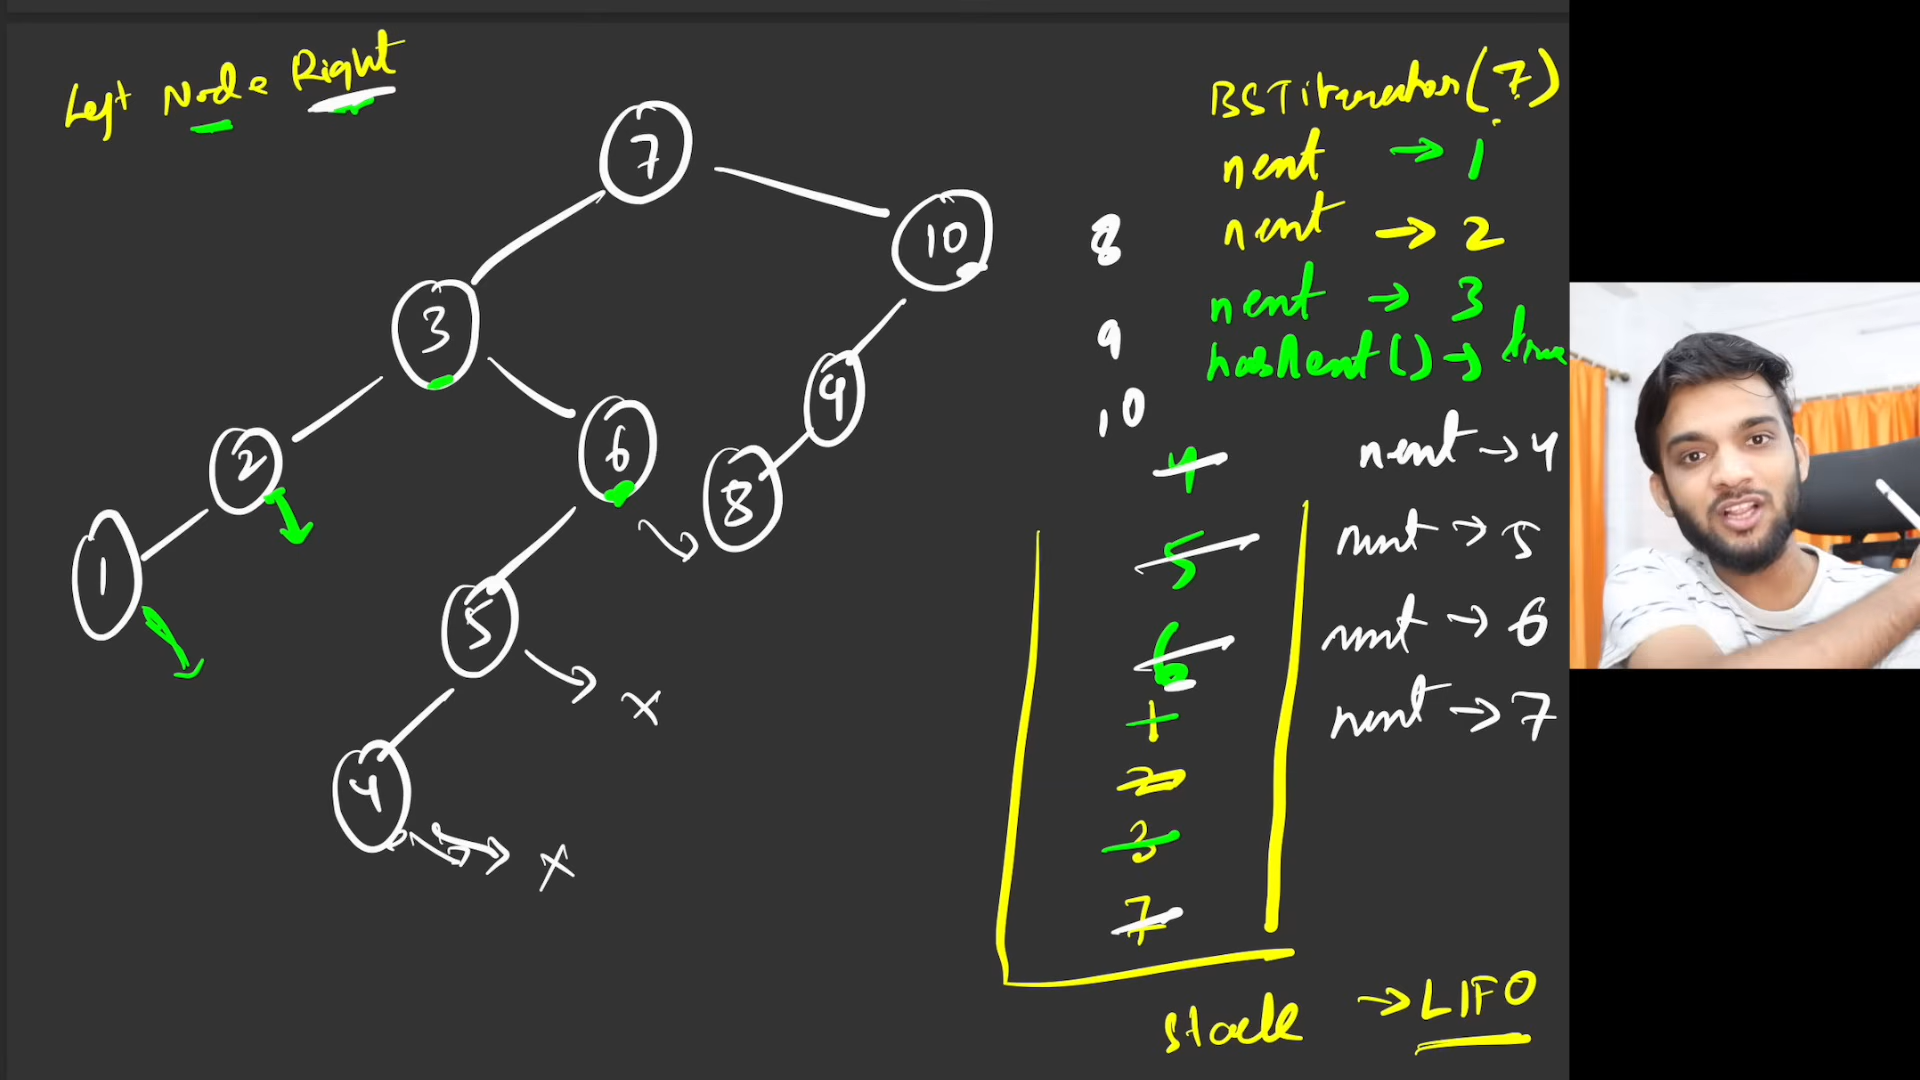 Left Node Right
7
10
3
2
6
9
8
1
5
x
4
x
BSTiterator(7)
next → 1
next → 2
next → 3
hasNext() → true
8
9
10
4
5
6
1
2
3
7
next → 4
next → 5
next → 6
next → 7
stack → LIFO